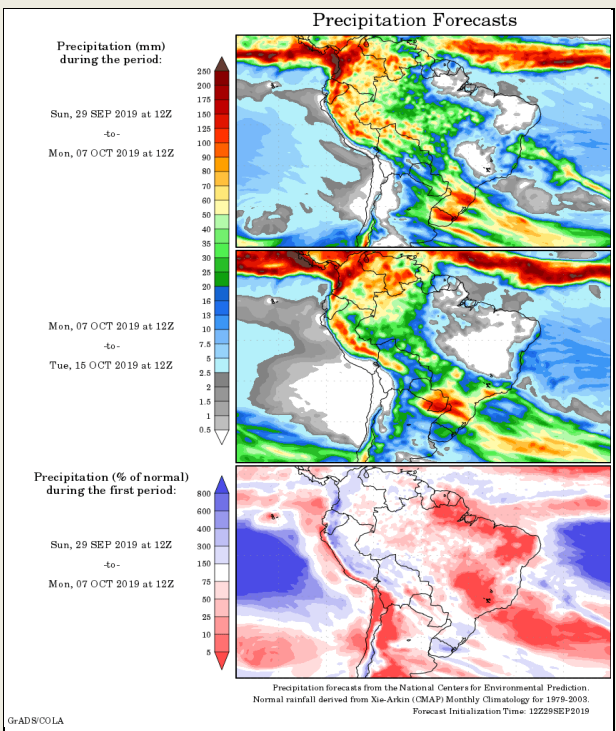 Precipitation Forecasts
Precipitation (mm)
during the period:
Sun, 29 SEP 2019 at 12Z
-to-
Mon, 07 OCT 2019 at 12Z
250
200
175
150
125
100
90
80
70
60
50
40
35
30
25
20
16
13
10
7.5
5
2.5
2
1.5
1
0.5
Mon, 07 OCT 2019 at 12Z
-to-
Tue, 15 OCT 2019 at 12Z
Precipitation (% of normal)
during the first period:
Sun, 29 SEP 2019 at 12Z
-to-
Mon, 07 OCT 2019 at 12Z
800
600
400
300
150
75
50
25
10
5
Precipitation forecasts from the National Centers for Environmental Prediction.
Normal rainfall derived from Xie-Arkin (CMAP) Monthly Climatology for 1979-2003.
Forecast Initialization Time: 12Z29SEP2019
GrADS/COLA